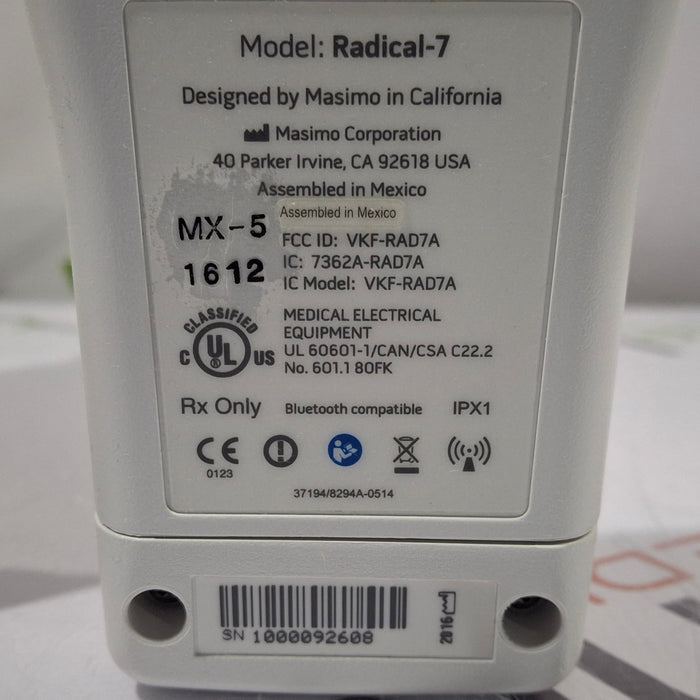 Model: Radical-7
Designed by Masimo in California
Masimo Corporation
40 Parker Irvine, CA 92618 USA
Assembled in Mexico
Assembled in Mexico
MX-5
1612
FCC ID: VKF-RAD7A
IC: 7362A-RAD7A
IC Model: VKF-RAD7A
CLASSIFIED
C UL US
®
MEDICAL ELECTRICAL
EQUIPMENT
UL 60601-1/CAN/CSA C22.2
No. 601.1 80FK
Rx Only Bluetooth compatible IPX1
CE
0123
37194/8294A-0514
SN 1000092608
2016